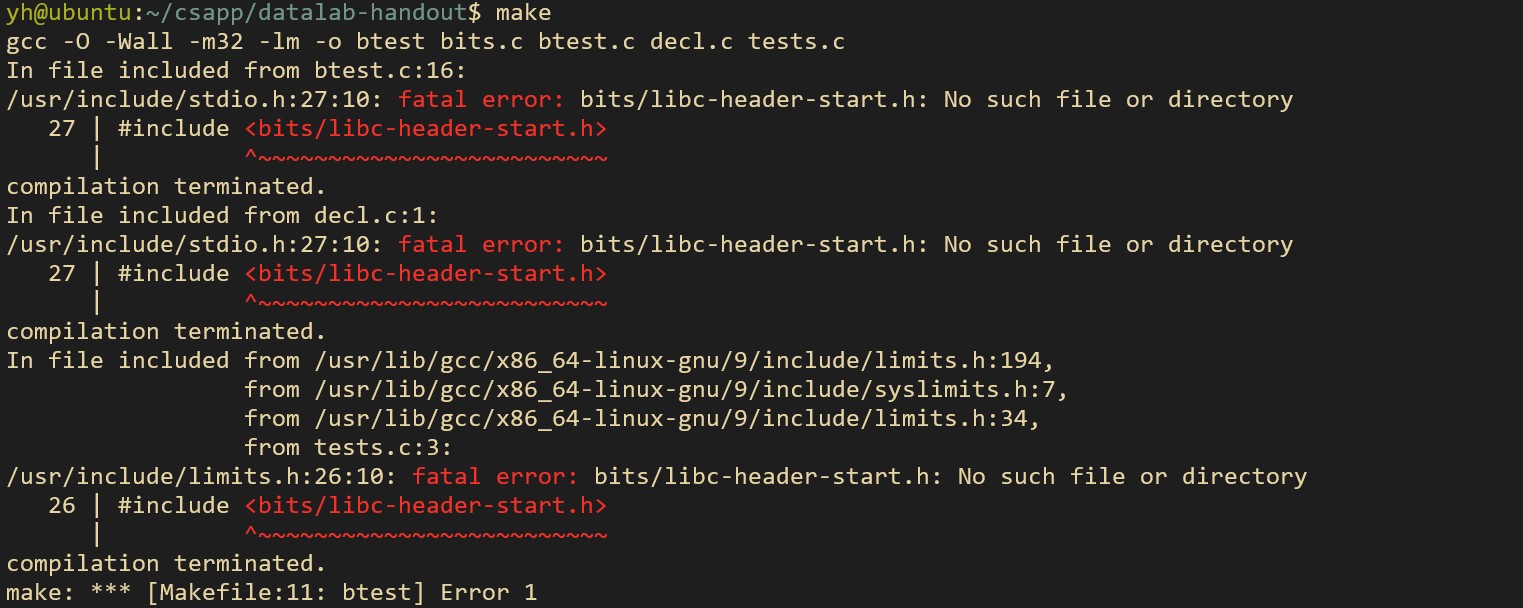 yh@ubuntu:~/csapp/datalab-handout$ make
gcc -O -Wall -m32 -lm -o btest bits.c btest.c decl.c tests.c
In file included from btest.c:16:
/usr/include/stdio.h:27:10: fatal error: bits/libc-header-start.h: No such file or directory
   27 | #include <bits/libc-header-start.h>
      |          ^~~~~~~~~~~~~~~~~~~~~~~~~~
compilation terminated.
In file included from decl.c:1:
/usr/include/stdio.h:27:10: fatal error: bits/libc-header-start.h: No such file or directory
   27 | #include <bits/libc-header-start.h>
      |          ^~~~~~~~~~~~~~~~~~~~~~~~~~
compilation terminated.
In file included from /usr/lib/gcc/x86_64-linux-gnu/9/include/limits.h:194,
                 from /usr/lib/gcc/x86_64-linux-gnu/9/include/syslimits.h:7,
                 from /usr/lib/gcc/x86_64-linux-gnu/9/include/limits.h:34,
                 from tests.c:3:
/usr/include/limits.h:26:10: fatal error: bits/libc-header-start.h: No such file or directory
   26 | #include <bits/libc-header-start.h>
      |          ^~~~~~~~~~~~~~~~~~~~~~~~~~
compilation terminated.
make: *** [Makefile:11: btest] Error 1